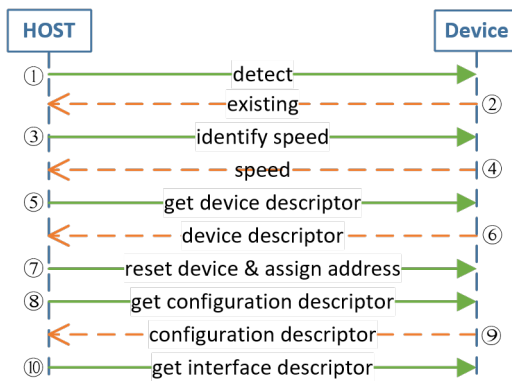 HOST
Device
① detect
existing ②
③ identify speed
speed ④
⑤ get device descriptor
device descriptor ⑥
⑦ reset device & assign address
⑧ get configuration descriptor
configuration descriptor ⑨
⑩ get interface descriptor